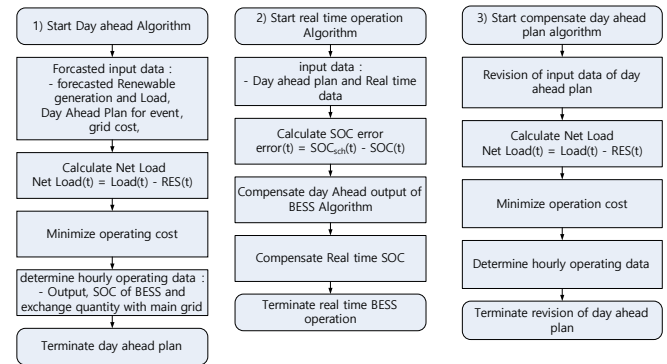 1) Start Day ahead Algorithm
Forcasted input data :
- forecasted Renewable
generation and Load,
Day Ahead Plan for event,
grid cost,
Calculate Net Load
Net Load(t) = Load(t) - RES(t)
Minimize operating cost
determine hourly operating data :
- Output, SOC of BESS and
exchange quantity with main grid
Terminate day ahead plan
2) Start real time operation
Algorithm
input data :
- Day ahead plan and Real time
data
Calculate SOC error
error(t) = SOCsch(t) - SOC(t)
Compensate day Ahead output of
BESS Algorithm
Compensate Real time SOC
Terminate real time BESS
operation
3) Start compensate day ahead
plan algorithm
Revision of input data of day
ahead plan
Calculate Net Load
Net Load(t) = Load(t) - RES(t)
Minimize operation cost
Determine hourly operating data
Terminate revision of day ahead
plan